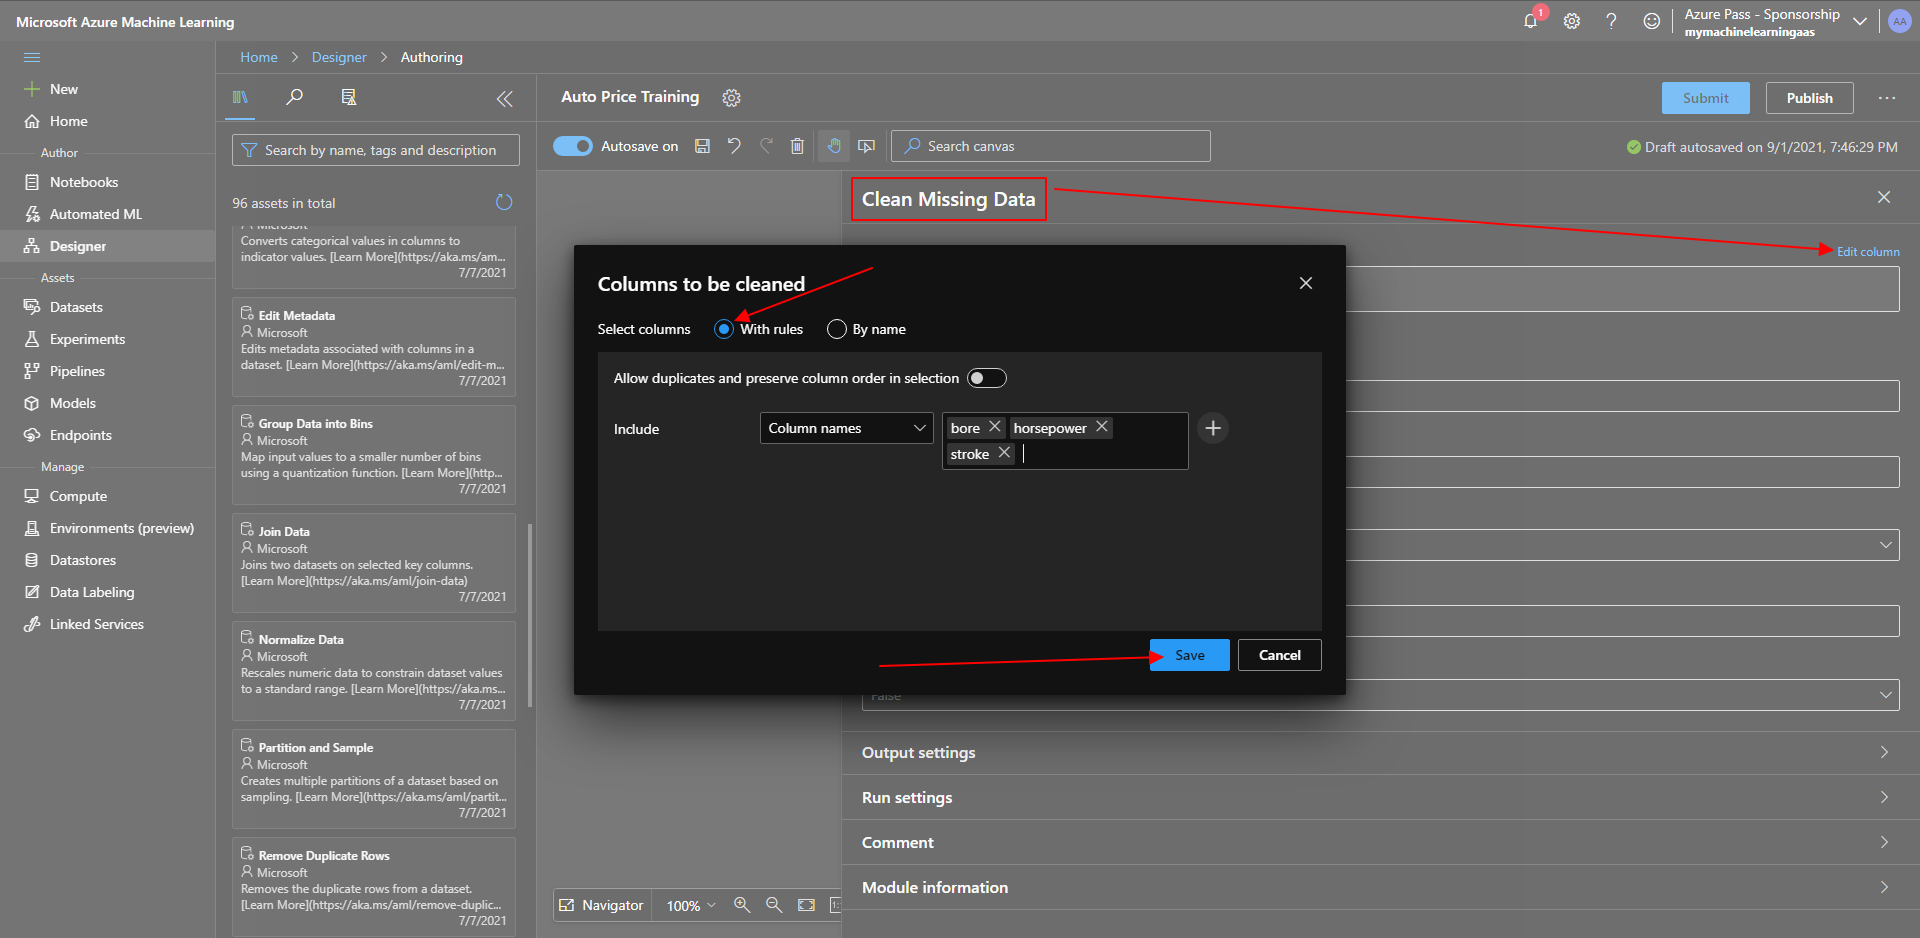 Microsoft Azure Machine Learning
1
Azure Pass - Sponsorship
mymachinelearningaas
AA
New
Home
Author
Notebooks
Automated ML
Designer
Assets
Datasets
Experiments
Pipelines
Models
Endpoints
Manage
Compute
Environments (preview)
Datastores
Data Labeling
Linked Services
Home > Designer > Authoring
Search by name, tags and description
96 assets in total
Microsoft
Converts categorical values in columns to
indicator values. [Learn More](https://aka.ms/am...
7/7/2021
Edit Metadata
Microsoft
Edits metadata associated with columns in a
dataset. [Learn More](https://aka.ms/aml/edit-m...
7/7/2021
Group Data into Bins
Microsoft
Map input values to a smaller number of bins
using a quantization function. [Learn More](http...
7/7/2021
Join Data
Microsoft
Joins two datasets on selected key columns.
[Learn More](https://aka.ms/aml/join-data)
7/7/2021
Normalize Data
Microsoft
Rescales numeric data to constrain dataset values
to a standard range. [Learn More](https://aka.ms...
7/7/2021
Partition and Sample
Microsoft
Creates multiple partitions of a dataset based on
sampling. [Learn More](https://aka.ms/aml/partit...
7/7/2021
Remove Duplicate Rows
Microsoft
Removes the duplicate rows from a dataset.
[Learn More](https://aka.ms/aml/remove-duplic...
7/7/2021
Auto Price Training
Submit
Publish
Autosave on
Search canvas
Draft autosaved on 9/1/2021, 7:46:29 PM
Clean Missing Data
Edit column
Columns to be cleaned
Select columns
With rules
By name
Allow duplicates and preserve column order in selection
Include
Column names
bore
horsepower
stroke
Save
Cancel
False
Output settings
Run settings
Comment
Module information
Navigator
100%